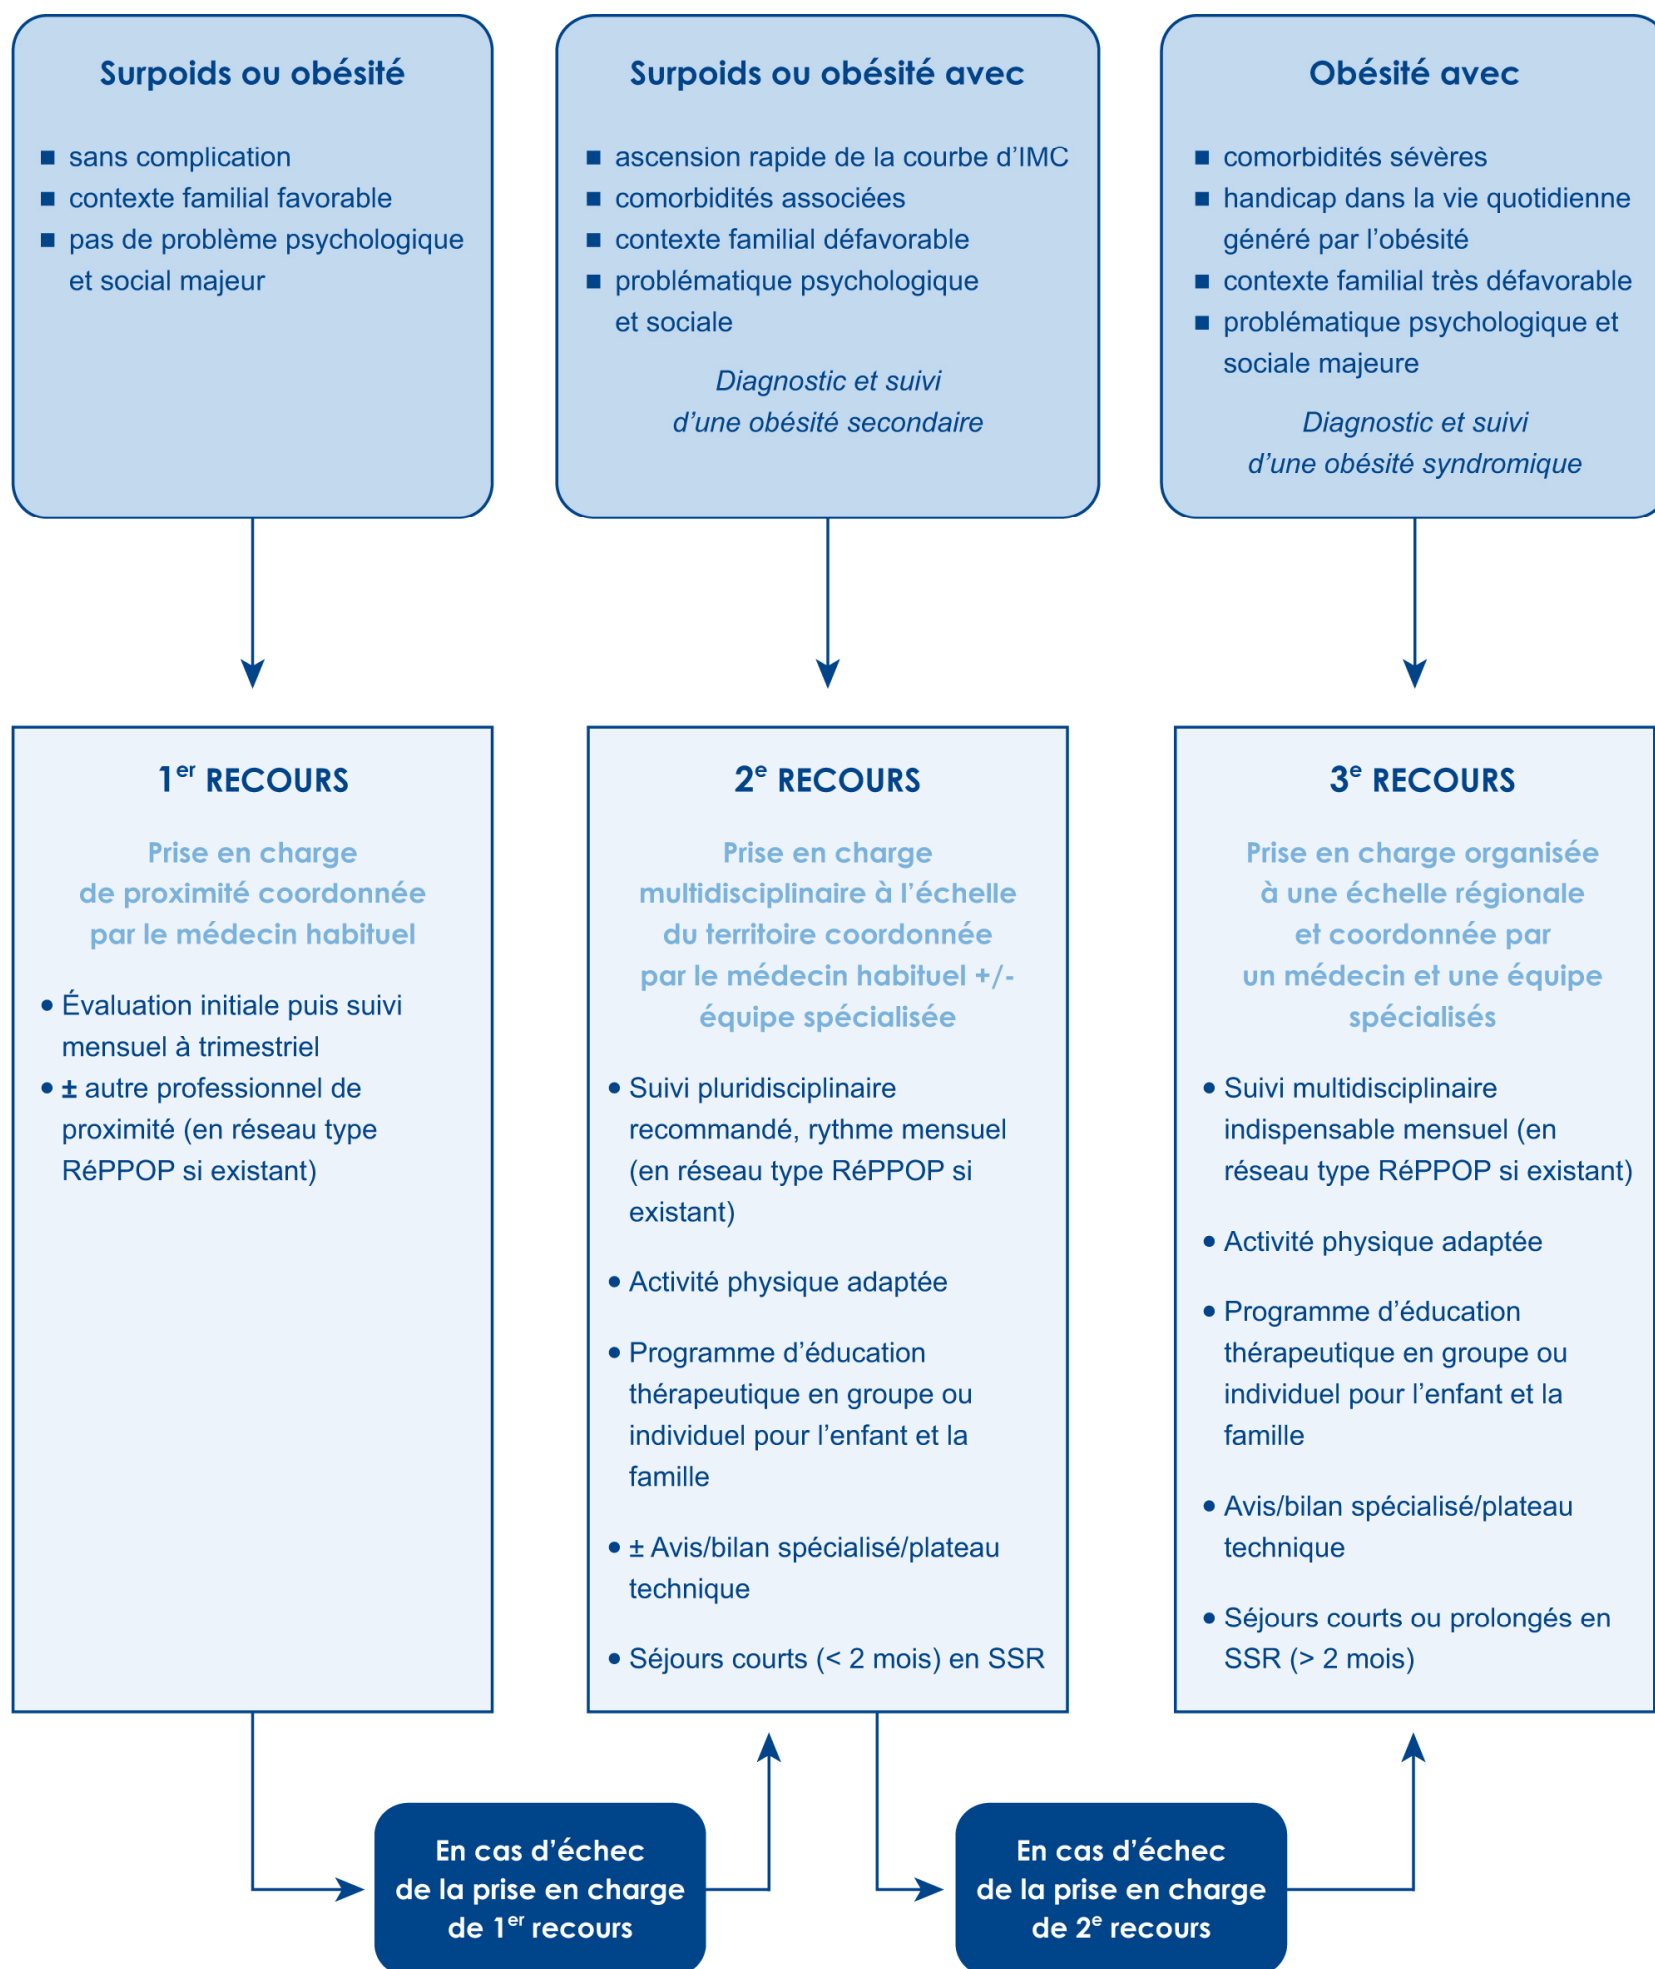 Surpoids ou obésité
■ sans complication
■ contexte familial favorable
■ pas de problème psychologique
et social majeur
Surpoids ou obésité avec
■ ascension rapide de la courbe d’IMC
■ comorbidités associées
■ contexte familial défavorable
■ problématique psychologique
et sociale
Diagnostic et suivi
d’une obésité secondaire
Obésité avec
■ comorbidités sévères
■ handicap dans la vie quotidienne
généré par l’obésité
■ contexte familial très défavorable
■ problématique psychologique et
sociale majeure
Diagnostic et suivi
d’une obésité syndromique
1er RECOURS
Prise en charge
de proximité coordonnée
par le médecin habituel
• Évaluation initiale puis suivi
mensuel à trimestriel
• ± autre professionnel de
proximité (en réseau type
RéPPOP si existant)
2e RECOURS
Prise en charge
multidisciplinaire à l’échelle
du territoire coordonnée
par le médecin habituel +/-
équipe spécialisée
• Suivi pluridisciplinaire
recommandé, rythme mensuel
(en réseau type RéPPOP si
existant)
• Activité physique adaptée
• Programme d’éducation
thérapeutique en groupe ou
individuel pour l’enfant et la
famille
• ± Avis/bilan spécialisé/plateau
technique
• Séjours courts (< 2 mois) en SSR
3e RECOURS
Prise en charge organisée
à une échelle régionale
et coordonnée par
un médecin et une équipe
spécialisés
• Suivi multidisciplinaire
indispensable mensuel (en
réseau type RéPPOP si existant)
• Activité physique adaptée
• Programme d’éducation
thérapeutique en groupe ou
individuel pour l’enfant et la
famille
• Avis/bilan spécialisé/plateau
technique
• Séjours courts ou prolongés en
SSR (> 2 mois)
En cas d’échec
de la prise en charge
de 1er recours
En cas d’échec
de la prise en charge
de 2e recours